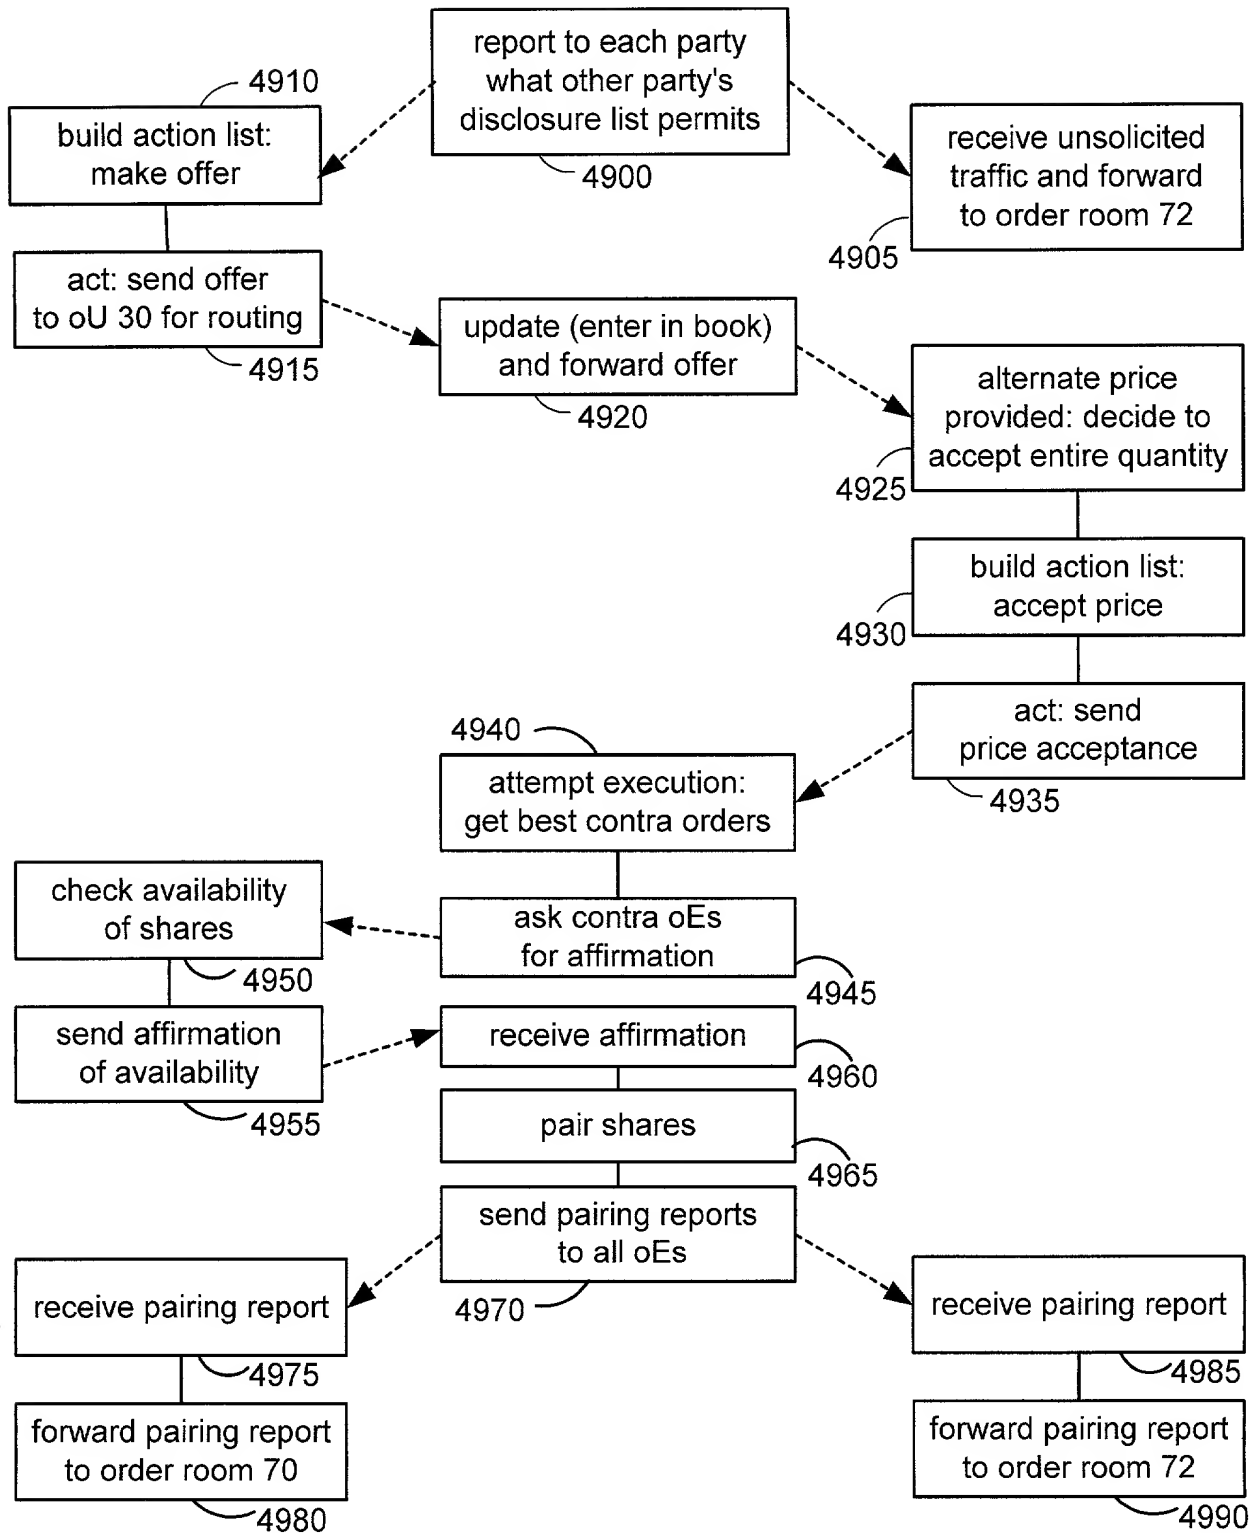 report to each party
what other party's
disclosure list permits
4900
4910
build action list:
make offer
receive unsolicited
traffic and forward
to order room 72
4905
act: send offer
to oU 30 for routing
4915
update (enter in book)
and forward offer
4920
alternate price
provided: decide to
accept entire quantity
4925
build action list:
accept price
4930
act: send
price acceptance
4935
4940
attempt execution:
get best contra orders
ask contra oEs
for affirmation
4945
check availability
of shares
4950
send affirmation
of availability
4955
receive affirmation
4960
pair shares
4965
send pairing reports
to all oEs
4970
receive pairing report
4975
forward pairing report
to order room 70
4980
receive pairing report
4985
forward pairing report
to order room 72
4990